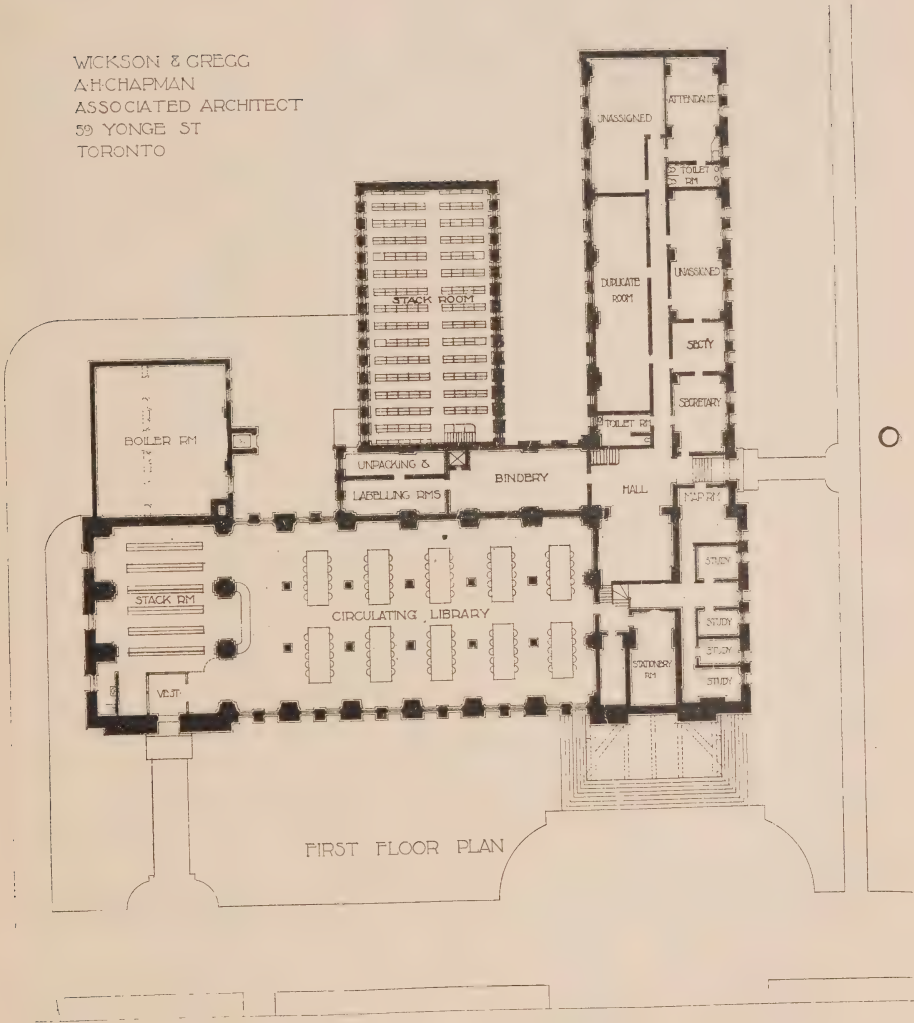 WICKSON & GREGG
A·H·CHAPMAN
ASSOCIATED ARCHITECT
59 YONGE ST
TORONTO
UNASSIGNED
ATTENDANTS
TOILET
RM
STACK ROOM
DUPLICATE
ROOM
UNASSIGNED
SECTY
SECRETARY
TOILET RM
BOILER RM
UNPACKING &
LABELLING RMS
BINDERY
HALL
MAP RM
STUDY
STACK RM
CIRCULATING LIBRARY
STUDY
STUDY
STATIONERY
RM
STUDY
VEST·
FIRST FLOOR PLAN